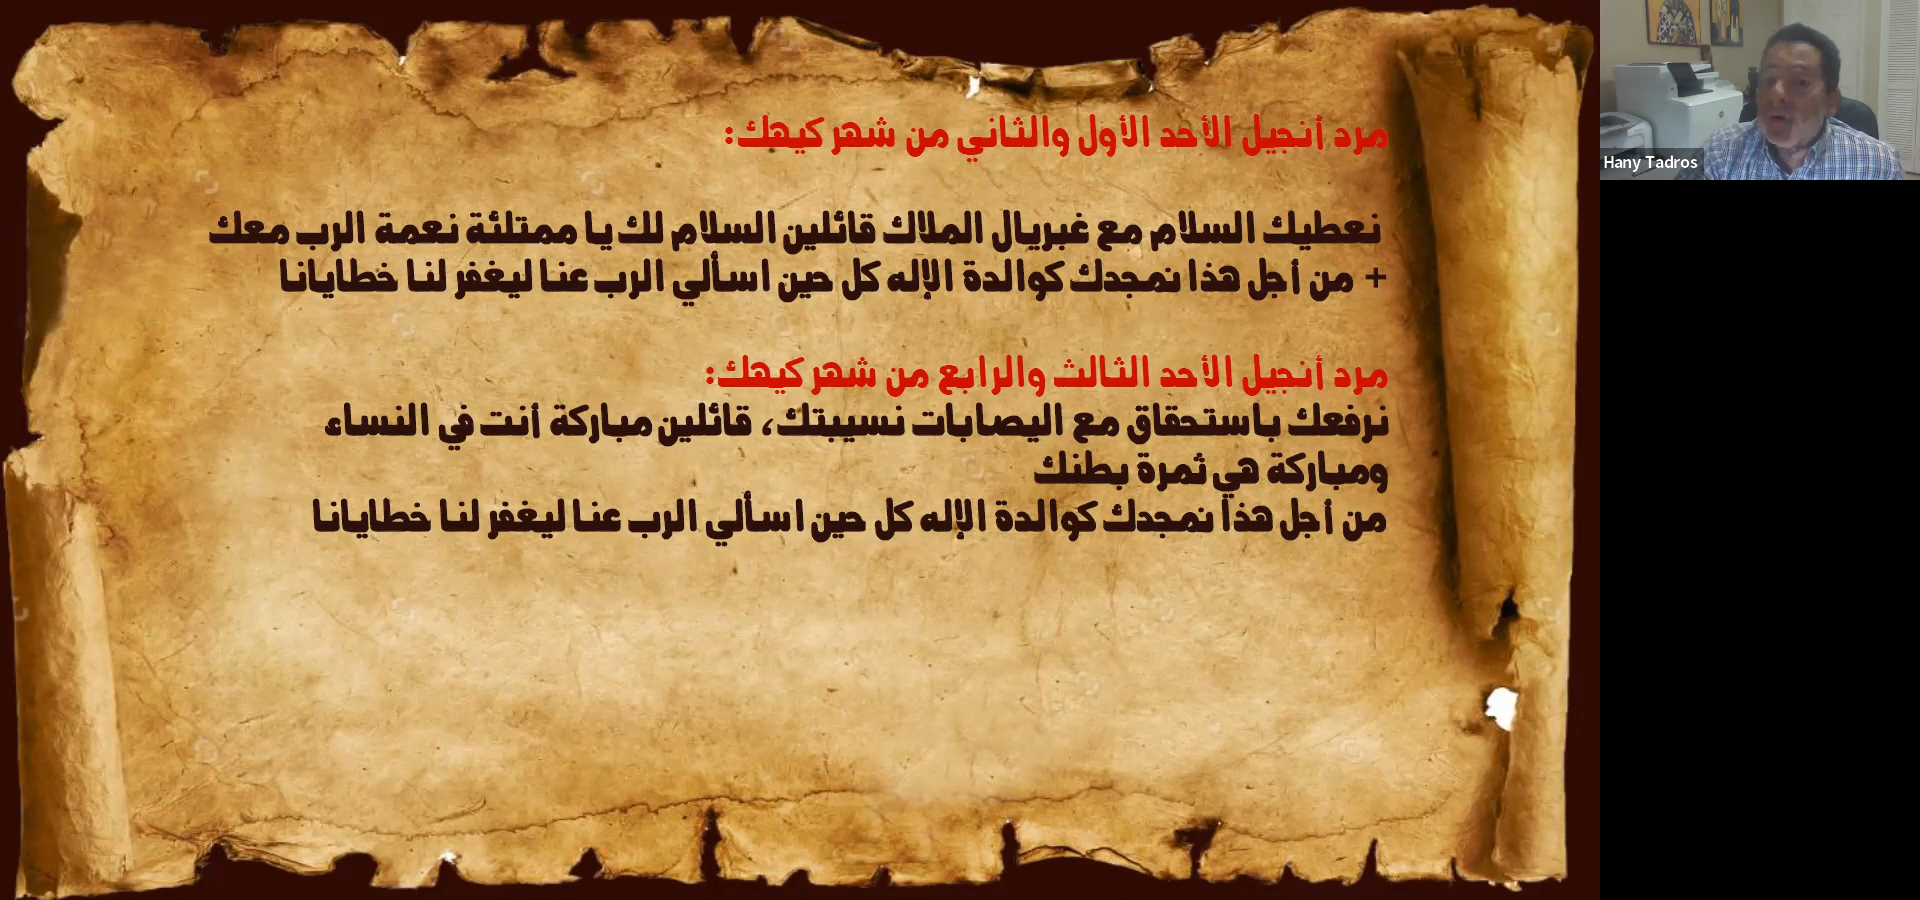 مرد أنجيل الأحد الأول والثاني من شهر كيهك:
نعطيك السلام مع غبريال الملاك قائلين السلام لك يا ممتلئة نعمة الرب معك
+ من أجل هذا نمجدك كوالدة الإله كل حين اسألي الرب عنا ليغفر لنا خطايانا
مرد أنجيل الأحد الثالث والرابع من شهر كيهك:
نرفعك باستحقاق مع اليصابات نسيبتك، قائلين مباركة أنت في النساء
ومباركة هي ثمرة بطنك
من أجل هذا نمجدك كوالدة الإله كل حين اسألي الرب عنا ليغفر لنا خطايانا
Hany Tadros